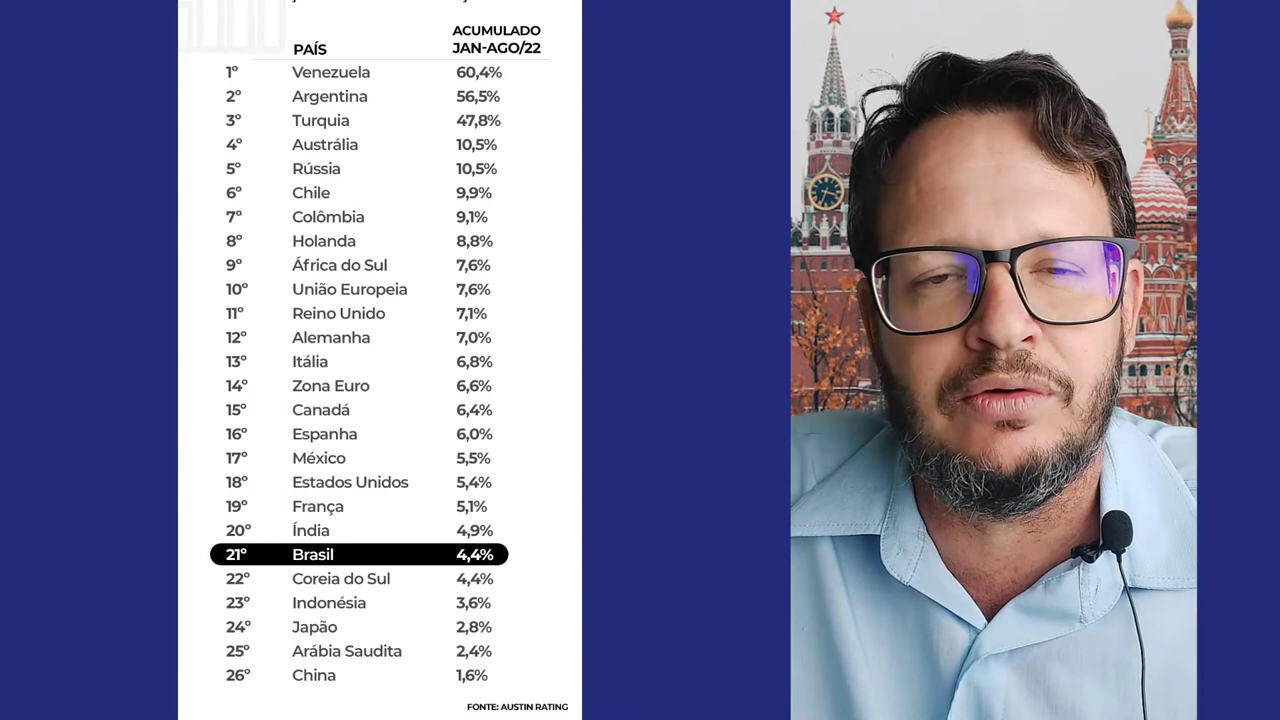 PAÍS ACUMULADO JAN-AGO/22
1º Venezuela 60,4%
2º Argentina 56,5%
3º Turquia 47,8%
4º Austrália 10,5%
5º Rússia 10,5%
6º Chile 9,9%
7º Colômbia 9,1%
8º Holanda 8,8%
9º África do Sul 7,6%
10º União Europeia 7,6%
11º Reino Unido 7,1%
12º Alemanha 7,0%
13º Itália 6,8%
14º Zona Euro 6,6%
15º Canadá 6,4%
16º Espanha 6,0%
17º México 5,5%
18º Estados Unidos 5,4%
19º França 5,1%
20º Índia 4,9%
21º Brasil 4,4%
22º Coreia do Sul 4,4%
23º Indonésia 3,6%
24º Japão 2,8%
25º Arábia Saudita 2,4%
26º China 1,6%
FONTE: AUSTIN RATING